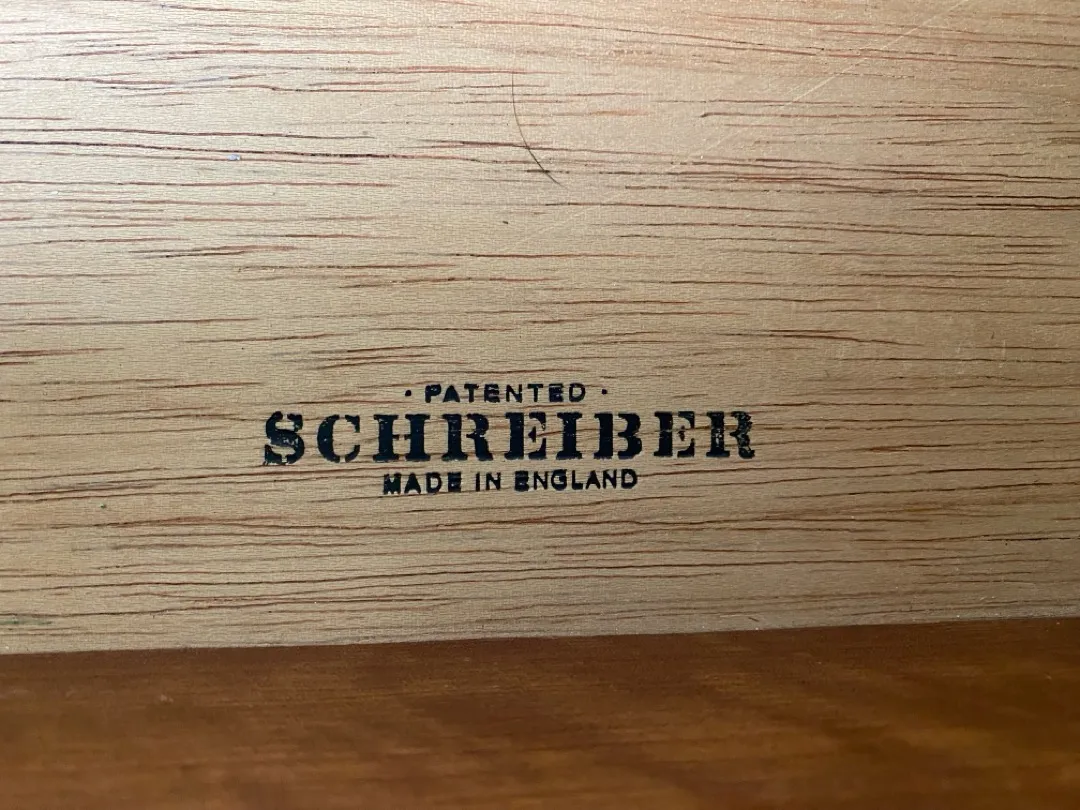 · PATENTED ·
SCHREIBER
MADE IN ENGLAND